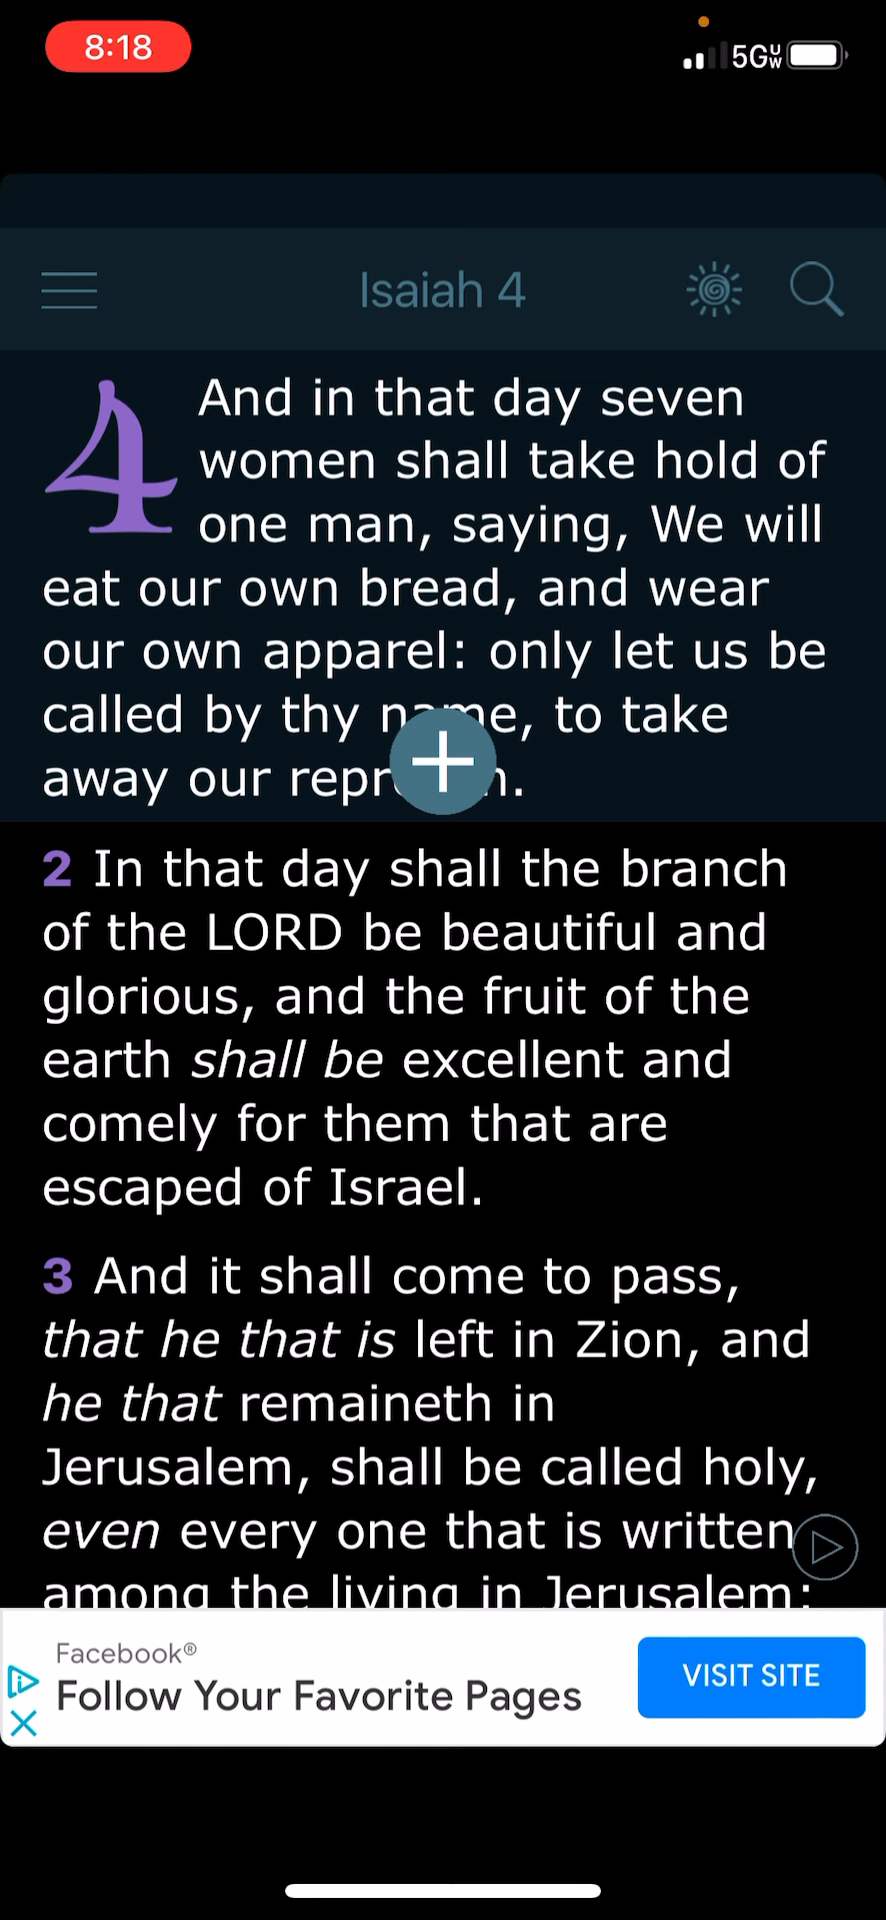 8:18
5GUW
Isaiah 4
4 And in that day seven
women shall take hold of
one man, saying, We will
eat our own bread, and wear
our own apparel: only let us be
called by thy name, to take
away our
2 In that day shall the branch
of the LORD be beautiful and
glorious, and the fruit of the
earth shall be excellent and
comely for them that are
escaped of Israel.
3 And it shall come to pass,
that he that is left in Zion, and
he that remaineth in
Jerusalem, shall be called holy,
even every one that is written
among the living in Jerusalem:
Facebook®
Follow Your Favorite Pages
VISIT SITE